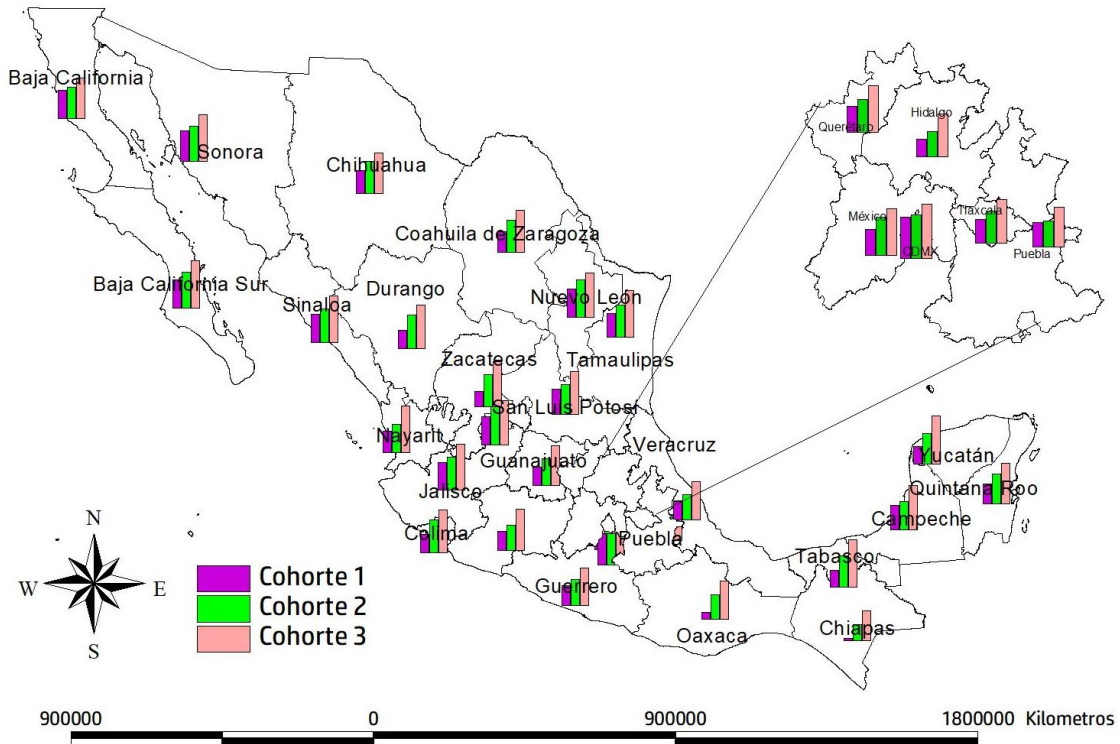 Baja California
Sonora
Chihuahua
Coahuila de Zaragoza
Baja California Sur
Sinaloa
Durango
Nuevo León
Zacatecas
Tamaulipas
San Luis Potosí
Nayarit
Guanajuato
Veracruz
Jalisco
Colima
Puebla
Guerrero
Oaxaca
Chiapas
Tabasco
Campeche
Quintana Roo
Yucatán
Querétaro
Hidalgo
México
CDMX
Tlaxcala
Puebla
N
W
E
S
Cohorte 1
Cohorte 2
Cohorte 3
900000 0 900000 1800000 Kilometros